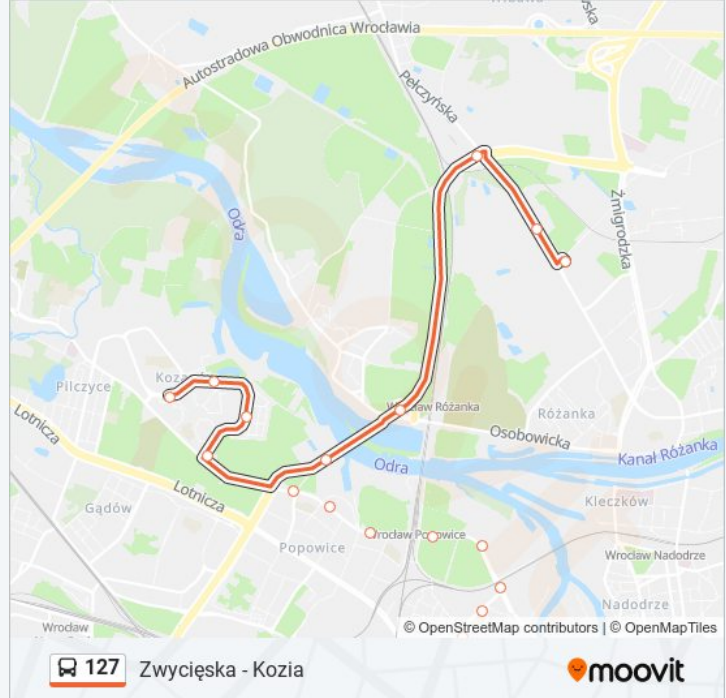 Autostradowa Obwodnica Wrocławia
Pełczyńska
Żmigrodzka
Odra
Pilczyce
Wrocław Różanka
Różanka
Lotnicza
Osobowicka
Kanał Różanka
Odra
Lotnicza
Kleczków
Gądów
Wrocław Popowice
Popowice
Wrocław Nadodrze
Nadodrze
Wrocław
© OpenStreetMap contributors | © OpenMapTiles
127 Zwycięska - Kozia
moovit